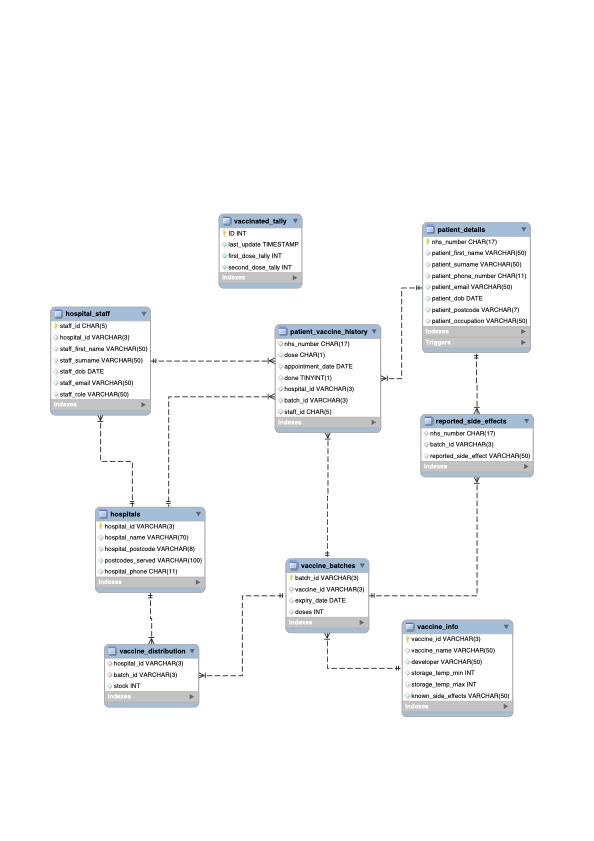 vaccinated_tally
ID INT
last_update TIMESTAMP
first_dose_tally INT
second_dose_tally INT
Indexes
patient_details
nhs_number CHAR(17)
patient_first_name VARCHAR(50)
patient_surname VARCHAR(50)
patient_phone_number CHAR(11)
patient_email VARCHAR(50)
patient_dob DATE
patient_postcode VARCHAR(7)
patient_occupation VARCHAR(50)
Indexes
Triggers
hospital_staff
staff_id CHAR(5)
hospital_id VARCHAR(3)
staff_first_name VARCHAR(50)
staff_surname VARCHAR(50)
staff_dob DATE
staff_email VARCHAR(50)
staff_role VARCHAR(50)
Indexes
patient_vaccine_history
nhs_number CHAR(17)
dose CHAR(1)
appointment_date DATE
done TINYINT(1)
hospital_id VARCHAR(3)
batch_id VARCHAR(3)
staff_id CHAR(5)
Indexes
reported_side_effects
nhs_number CHAR(17)
batch_id VARCHAR(3)
reported_side_effect VARCHAR(50)
Indexes
hospitals
hospital_id VARCHAR(3)
hospital_name VARCHAR(70)
hospital_postcode VARCHAR(8)
postcodes_served VARCHAR(100)
hospital_phone CHAR(11)
Indexes
vaccine_batches
batch_id VARCHAR(3)
vaccine_id VARCHAR(3)
expiry_date DATE
doses INT
Indexes
vaccine_info
vaccine_id VARCHAR(3)
vaccine_name VARCHAR(50)
developer VARCHAR(50)
storage_temp_min INT
storage_temp_max INT
known_side_effects VARCHAR(50)
Indexes
vaccine_distribution
hospital_id VARCHAR(3)
batch_id VARCHAR(3)
stock INT
Indexes